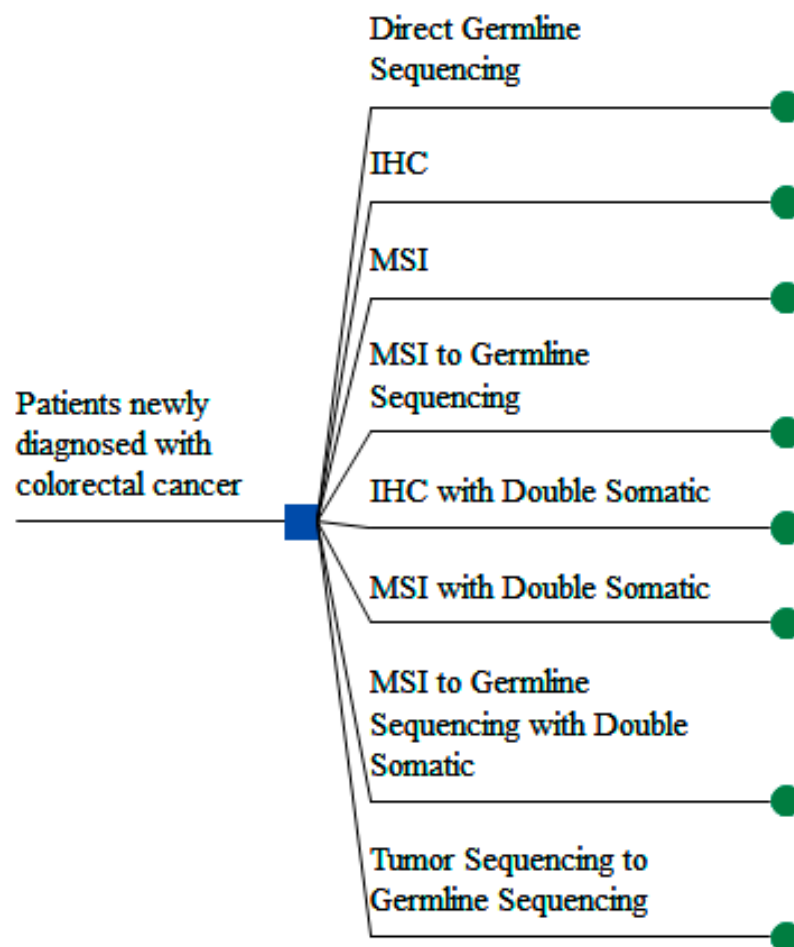 Direct Germline
Sequencing
IHC
MSI
MSI to Germline
Sequencing
Patients newly
diagnosed with
colorectal cancer
IHC with Double Somatic
MSI with Double Somatic
MSI to Germline
Sequencing with Double
Somatic
Tumor Sequencing to
Germline Sequencing